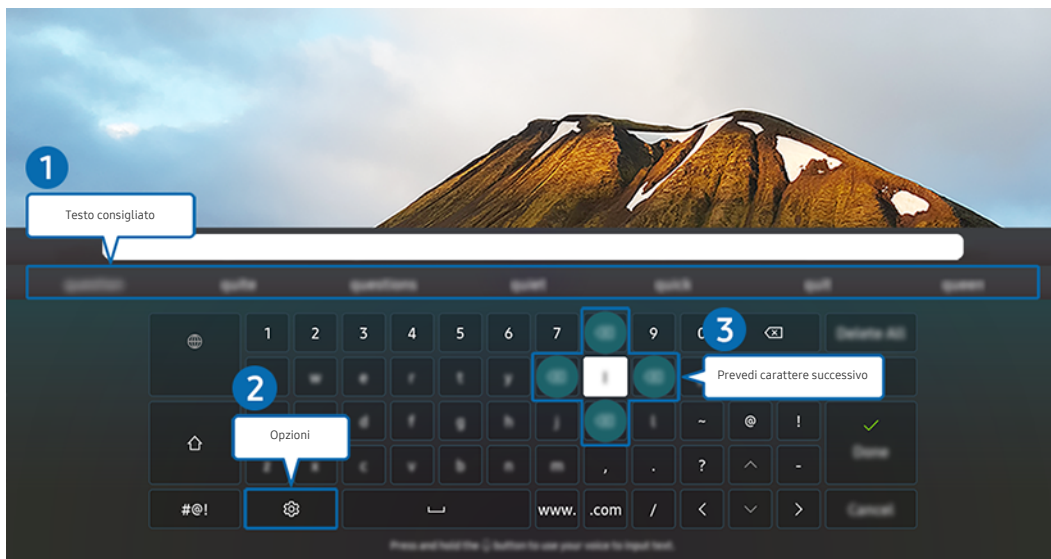 1
Testo consigliato
question quite questions quiet quick quit queen
1 2 3 4 5 6 7 9 3 Delete All
w e r t y Prevedi carattere successivo
2
Opzioni
d f g h j l ~ @ ! Done
z x c v b n m , . ? ^ -
#@! www. .com / < > Cancel
Press and hold the button to use your voice to input text.